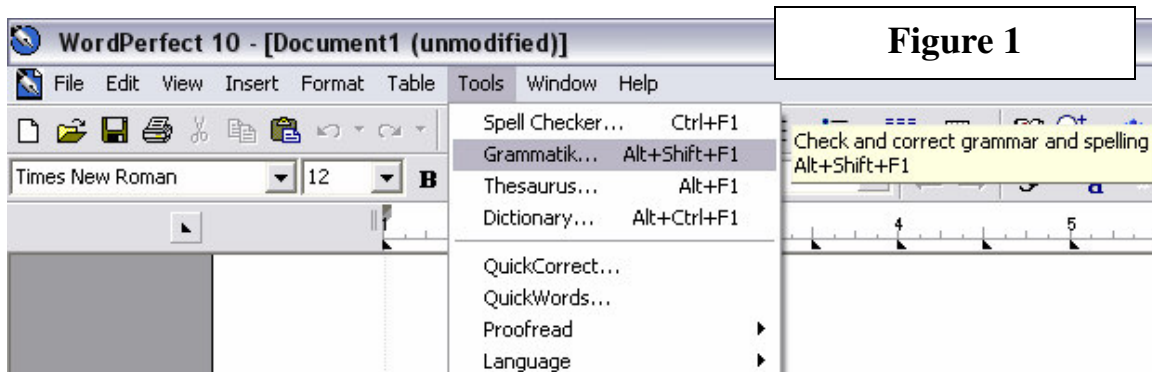 WordPerfect 10 - [Document1 (unmodified)]
Figure 1
File Edit View Insert Format Table Tools Window Help
Spell Checker... Ctrl+F1
Grammatik... Alt+Shift+F1
Thesaurus... Alt+F1
Dictionary... Alt+Ctrl+F1
QuickCorrect...
QuickWords...
Proofread
Language
Check and correct grammar and spelling
Alt+Shift+F1
Times New Roman 12 B
a
1 4 5